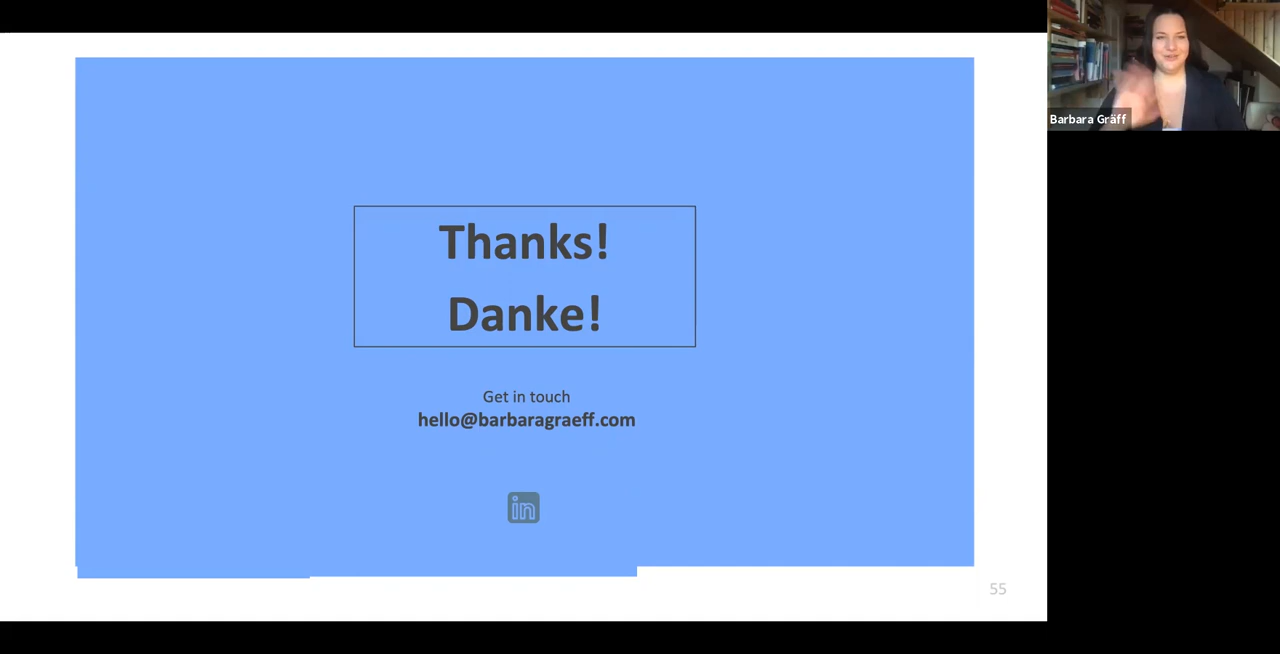 Thanks!
Danke!
Get in touch
hello@barbaragraeff.com
in
55
Barbara Gräff